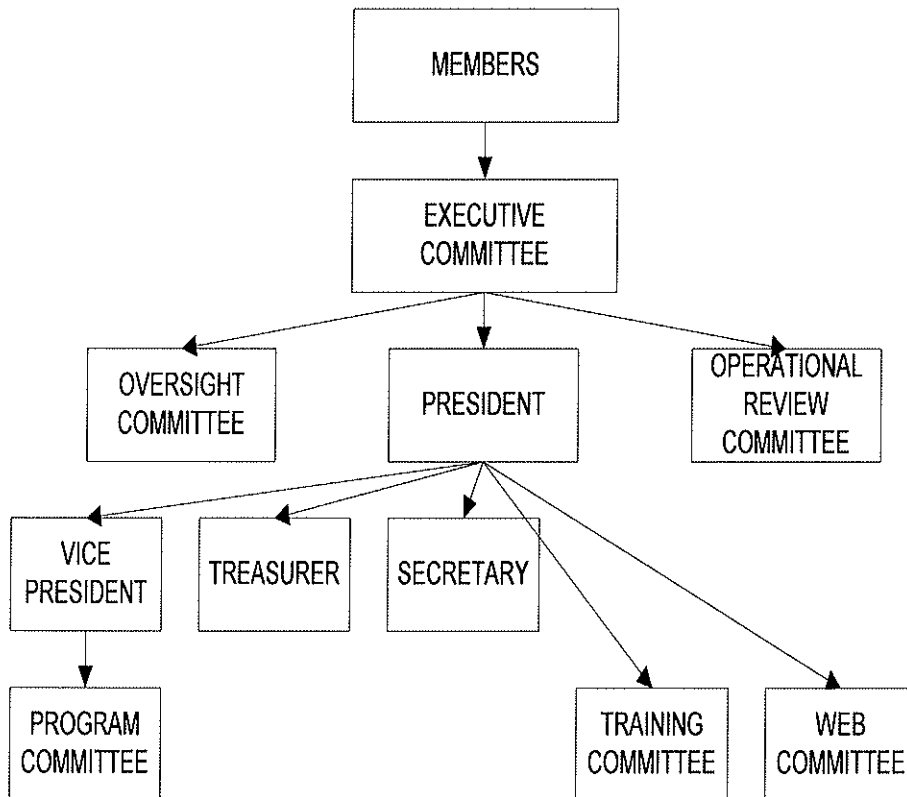 MEMBERS
EXECUTIVE
COMMITTEE
OVERSIGHT
COMMITTEE
PRESIDENT
OPERATIONAL
REVIEW
COMMITTEE
VICE
PRESIDENT
TREASURER
SECRETARY
PROGRAM
COMMITTEE
TRAINING
COMMITTEE
WEB
COMMITTEE